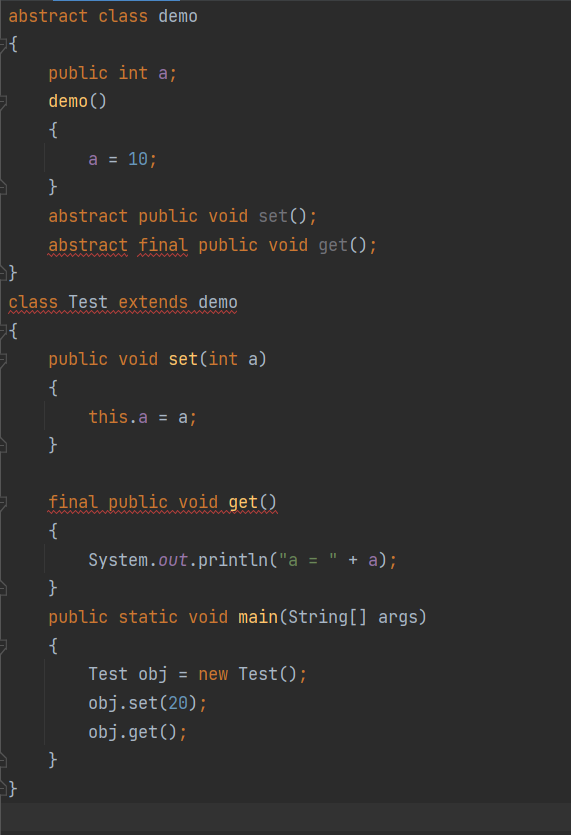 abstract class demo
{
    public int a;
    demo()
    {
        a = 10;
    }
    abstract public void set();
    abstract final public void get();
}
class Test extends demo
{
    public void set(int a)
    {
        this.a = a;
    }

    final public void get()
    {
        System.out.println("a = " + a);
    }
    public static void main(String[] args)
    {
        Test obj = new Test();
        obj.set(20);
        obj.get();
    }
}